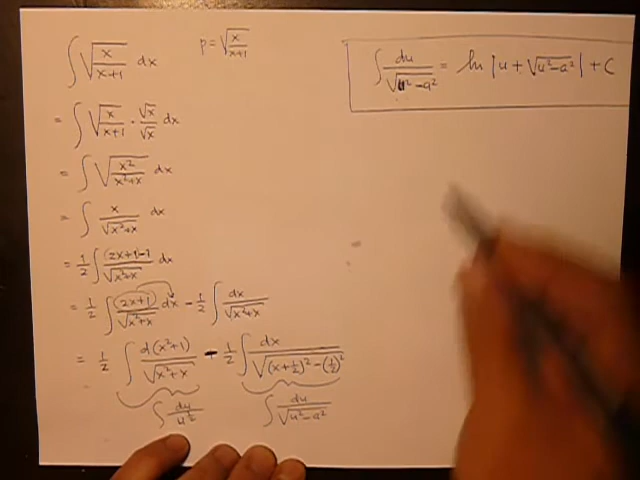 ∫ √(x/(x+1)) dx
p = √(x/(x+1))
∫ du/√(u²-a²) = ln |u + √(u²-a²)| + C
= ∫ √(x/(x+1)) · √x/√x dx
= ∫ √(x²/(x²+x)) dx
= ∫ x/√(x²+x) dx
= 1/2 ∫ (2x+1)-1/√(x²+x) dx
= 1/2 ∫ (2x+1)/√(x²+x) dx - 1/2 ∫ dx/√(x²+x)
= 1/2 ∫ d(x²+1)/√(x²+x) - 1/2 ∫ dx/√((x+1/2)²-(1/2)²)
∫ du/u^½ ∫ du/√(u²-a²)